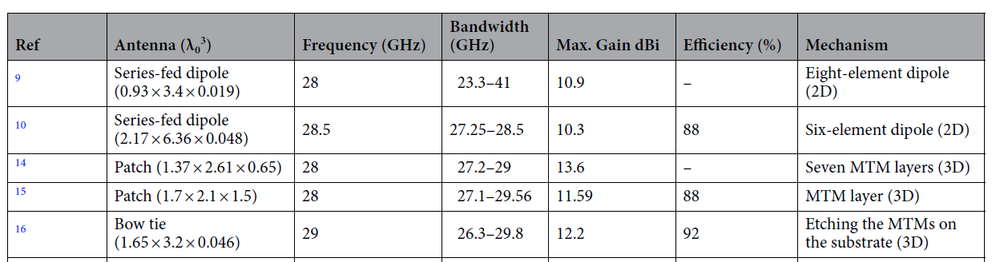 Ref Antenna (λ₀³) Frequency (GHz) Bandwidth (GHz) Max. Gain dBi Efficiency (%) Mechanism
9 Series-fed dipole (0.93 × 3.4 × 0.019) 28 23.3–41 10.9 – Eight-element dipole (2D)
10 Series-fed dipole (2.17 × 6.36 × 0.048) 28.5 27.25–28.5 10.3 88 Six-element dipole (2D)
14 Patch (1.37 × 2.61 × 0.65) 28 27.2–29 13.6 – Seven MTM layers (3D)
15 Patch (1.7 × 2.1 × 1.5) 28 27.1–29.56 11.59 88 MTM layer (3D)
16 Bow tie (1.65 × 3.2 × 0.046) 29 26.3–29.8 12.2 92 Etching the MTMs on the substrate (3D)